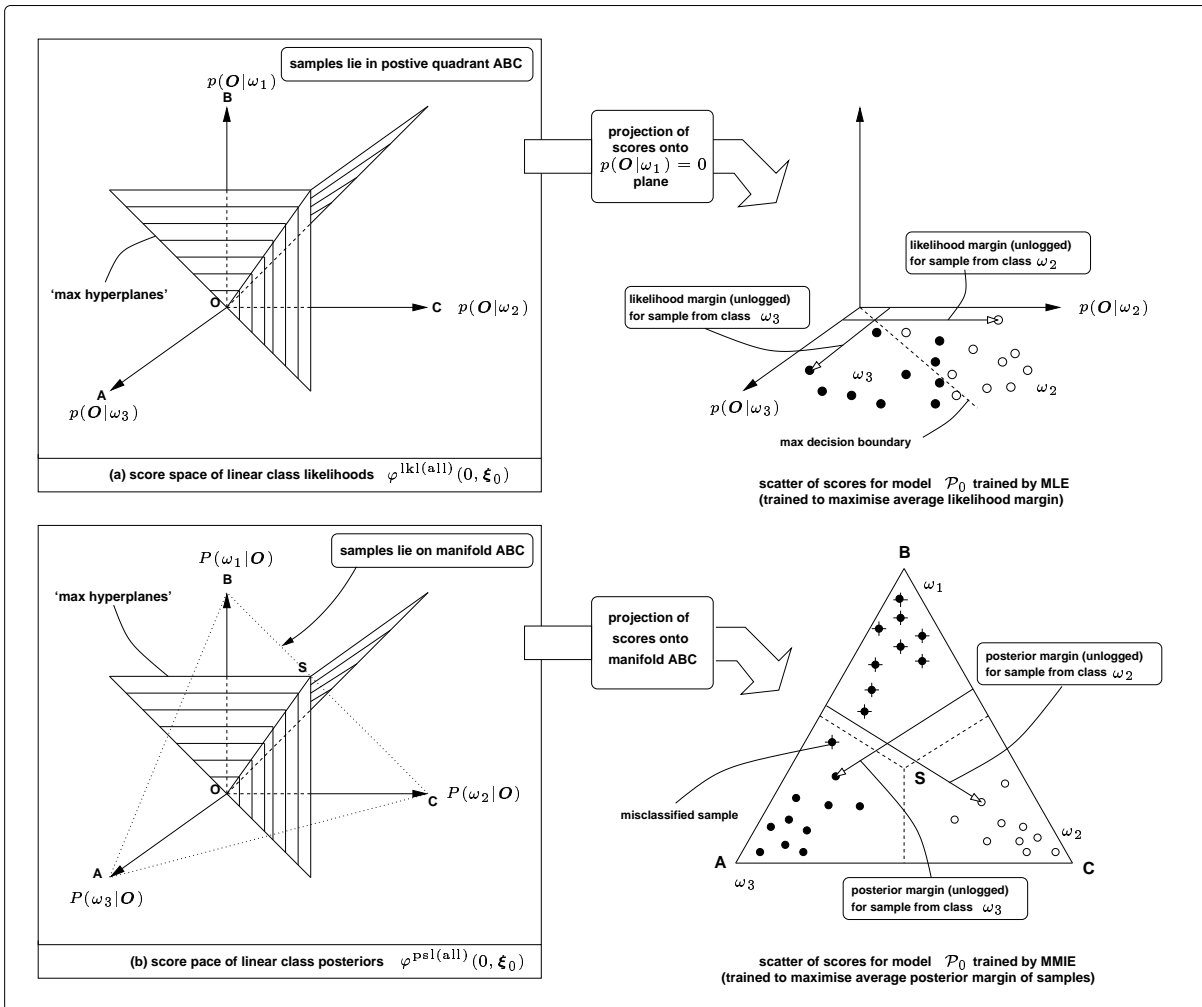 samples lie in postive quadrant ABC
p(O|ω1)
B
'max hyperplanes'
O
C
p(O|ω2)
A
p(O|ω3)
(a) score space of linear class likelihoods φ^lkl(all)(0, ξ0)
projection of
scores onto
p(O|ω1) = 0
plane
likelihood margin (unlogged)
for sample from class ω2
likelihood margin (unlogged)
for sample from class ω3
p(O|ω2)
ω3
ω2
p(O|ω3)
max decision boundary
scatter of scores for model P0 trained by MLE
(trained to maximise average likelihood margin)
P(ω1|O)
B
samples lie on manifold ABC
'max hyperplanes'
S
O
C
P(ω2|O)
A
P(ω3|O)
(b) score pace of linear class posteriors φ^psl(all)(0, ξ0)
projection of
scores onto
manifold ABC
B
ω1
posterior margin (unlogged)
for sample from class ω2
S
misclassified sample
ω2
A
C
ω3
posterior margin (unlogged)
for sample from class ω3
scatter of scores for model P0 trained by MMIE
(trained to maximise average posterior margin of samples)